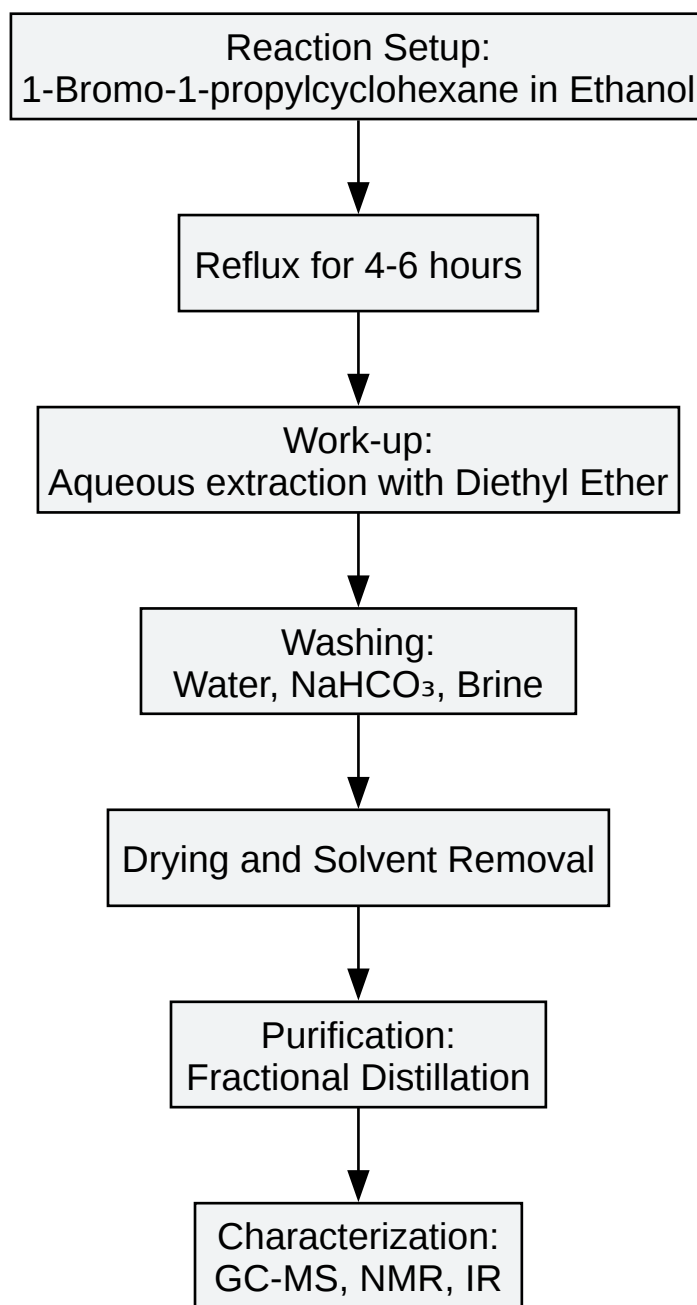 Reaction Setup:
1-Bromo-1-propylcyclohexane in Ethanol
Reflux for 4-6 hours
Work-up:
Aqueous extraction with Diethyl Ether
Washing:
Water, NaHCO₃, Brine
Drying and Solvent Removal
Purification:
Fractional Distillation
Characterization:
GC-MS, NMR, IR